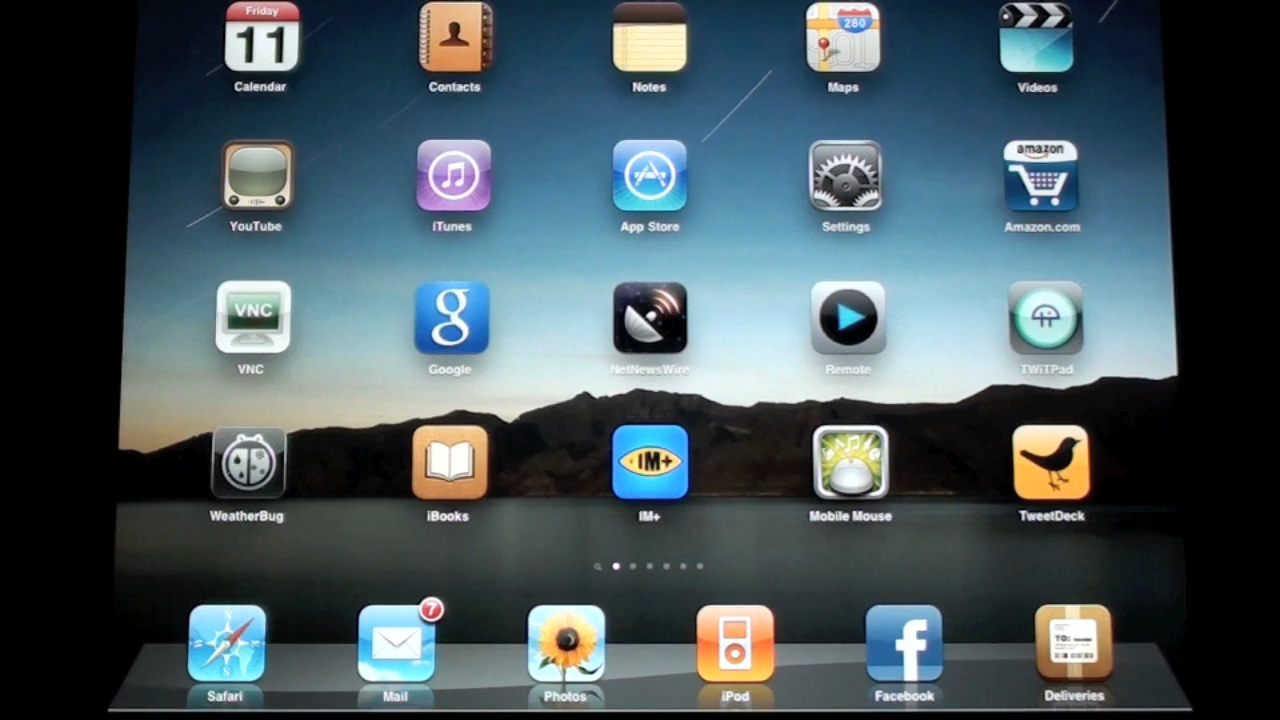 Friday
11
280
Calendar
Contacts
Notes
Maps
Videos
amazon
YouTube
iTunes
App Store
Settings
Amazon.com
VNC
g
VNC
Google
NetNewsWire
Remote
TWiTPad
IM+
WeatherBug
iBooks
IM+
Mobile Mouse
TweetDeck
7
f
TO:
Safari
Mail
Photos
iPod
Facebook
Deliveries